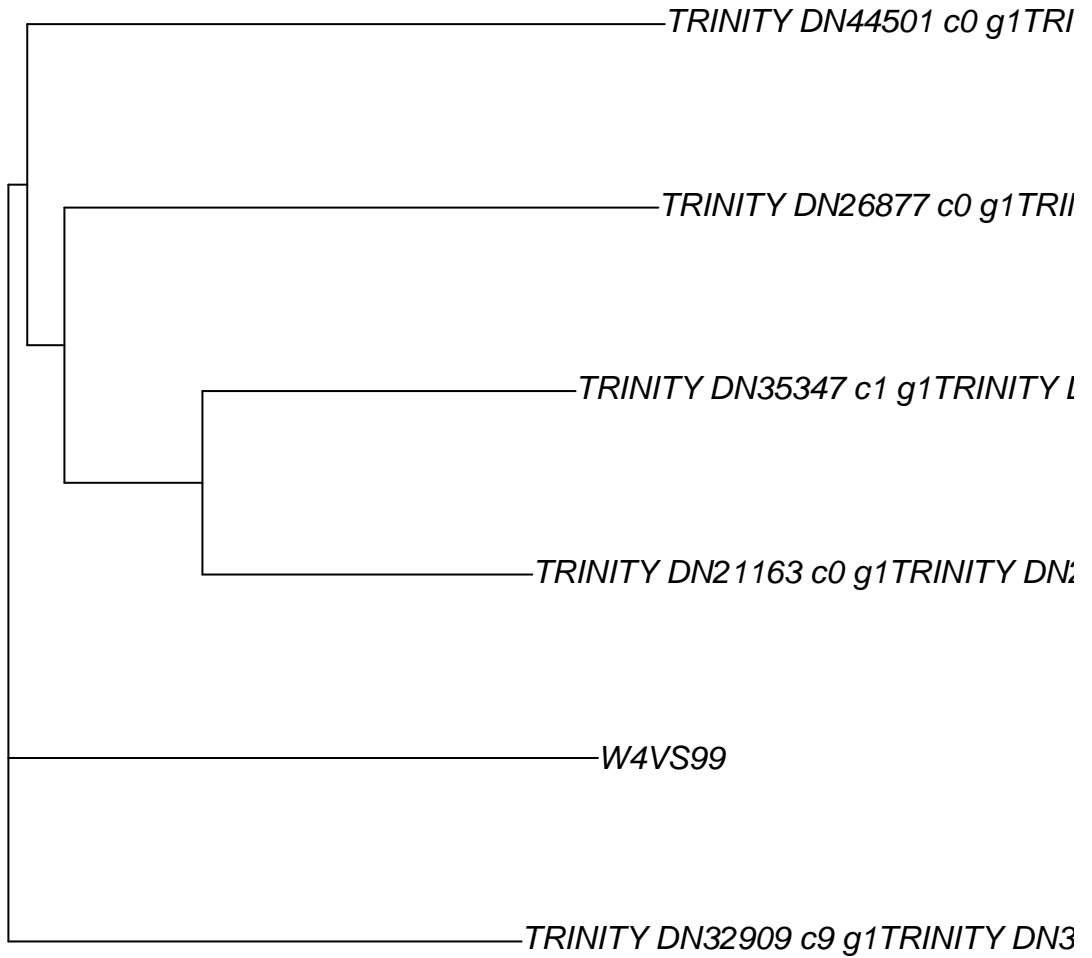 TRINITY DN44501 c0 g1TRI
TRINITY DN26877 c0 g1TRI
TRINITY DN35347 c1 g1TRINITY
TRINITY DN21163 c0 g1TRINITY DN2
W4VS99
TRINITY DN32909 c9 g1TRINITY DN3